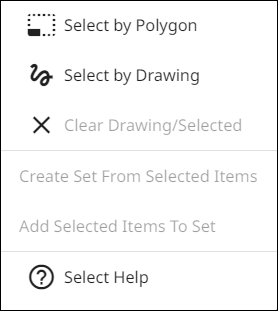 Select by Polygon
Select by Drawing
Clear Drawing/Selected
Create Set From Selected Items
Add Selected Items To Set
Select Help